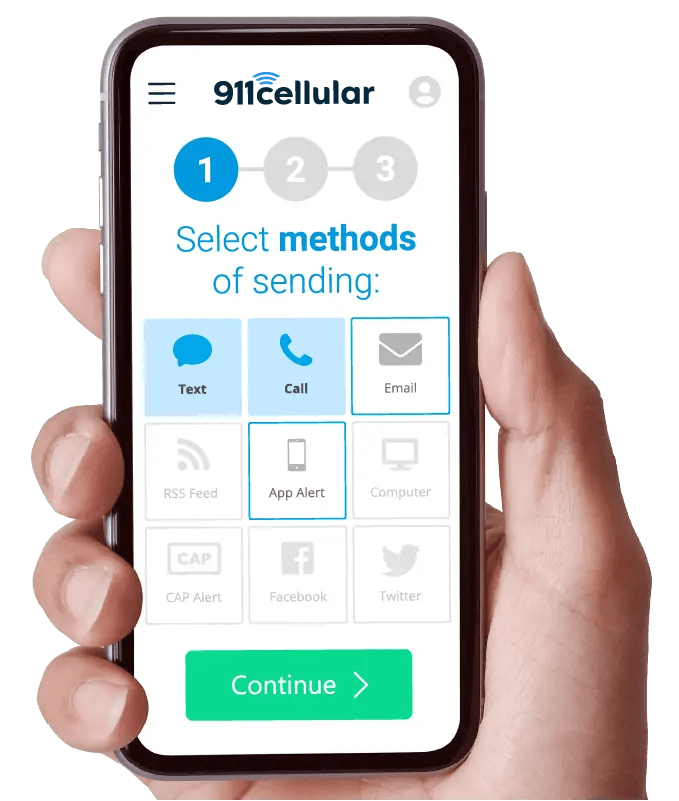 911cellular
1 2 3
Select methods
of sending:
Text Call Email
RSS Feed App Alert Computer
CAP
CAP Alert Facebook Twitter
Continue